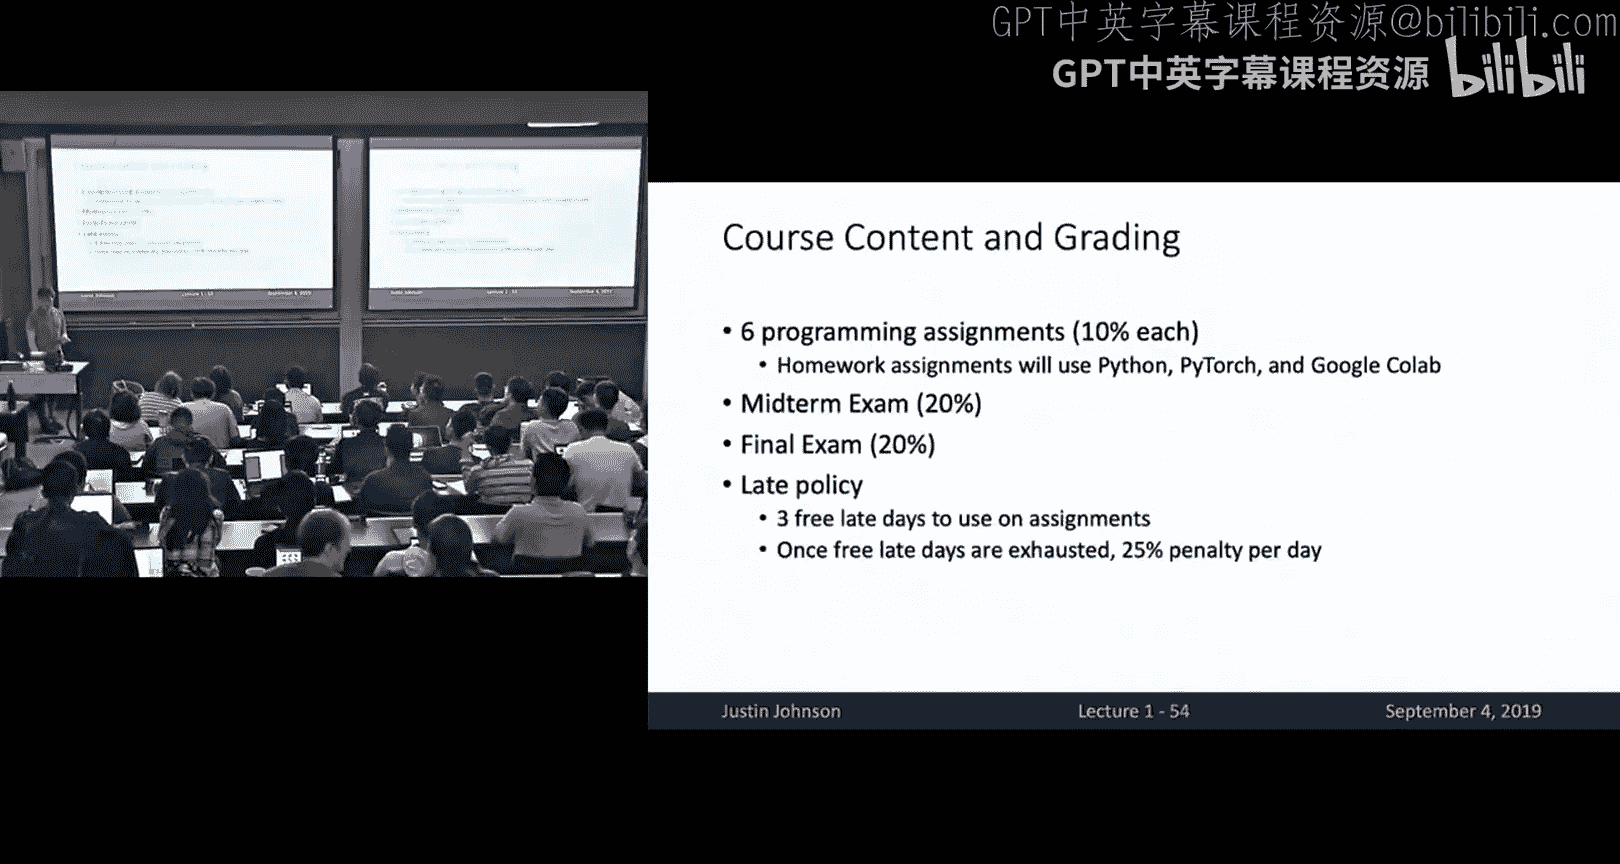 GPT中英字幕课程资源@bilibili.com
GPT中英字幕课程资源 bilibili
Course Content and Grading
• 6 programming assignments (10% each)
• Homework assignments will use Python, PyTorch, and Google Colab
• Midterm Exam (20%)
• Final Exam (20%)
• Late policy
• 3 free late days to use on assignments
• Once free late days are exhausted, 25% penalty per day
Justin Johnson
Lecture 1 - 54
September 4, 2019